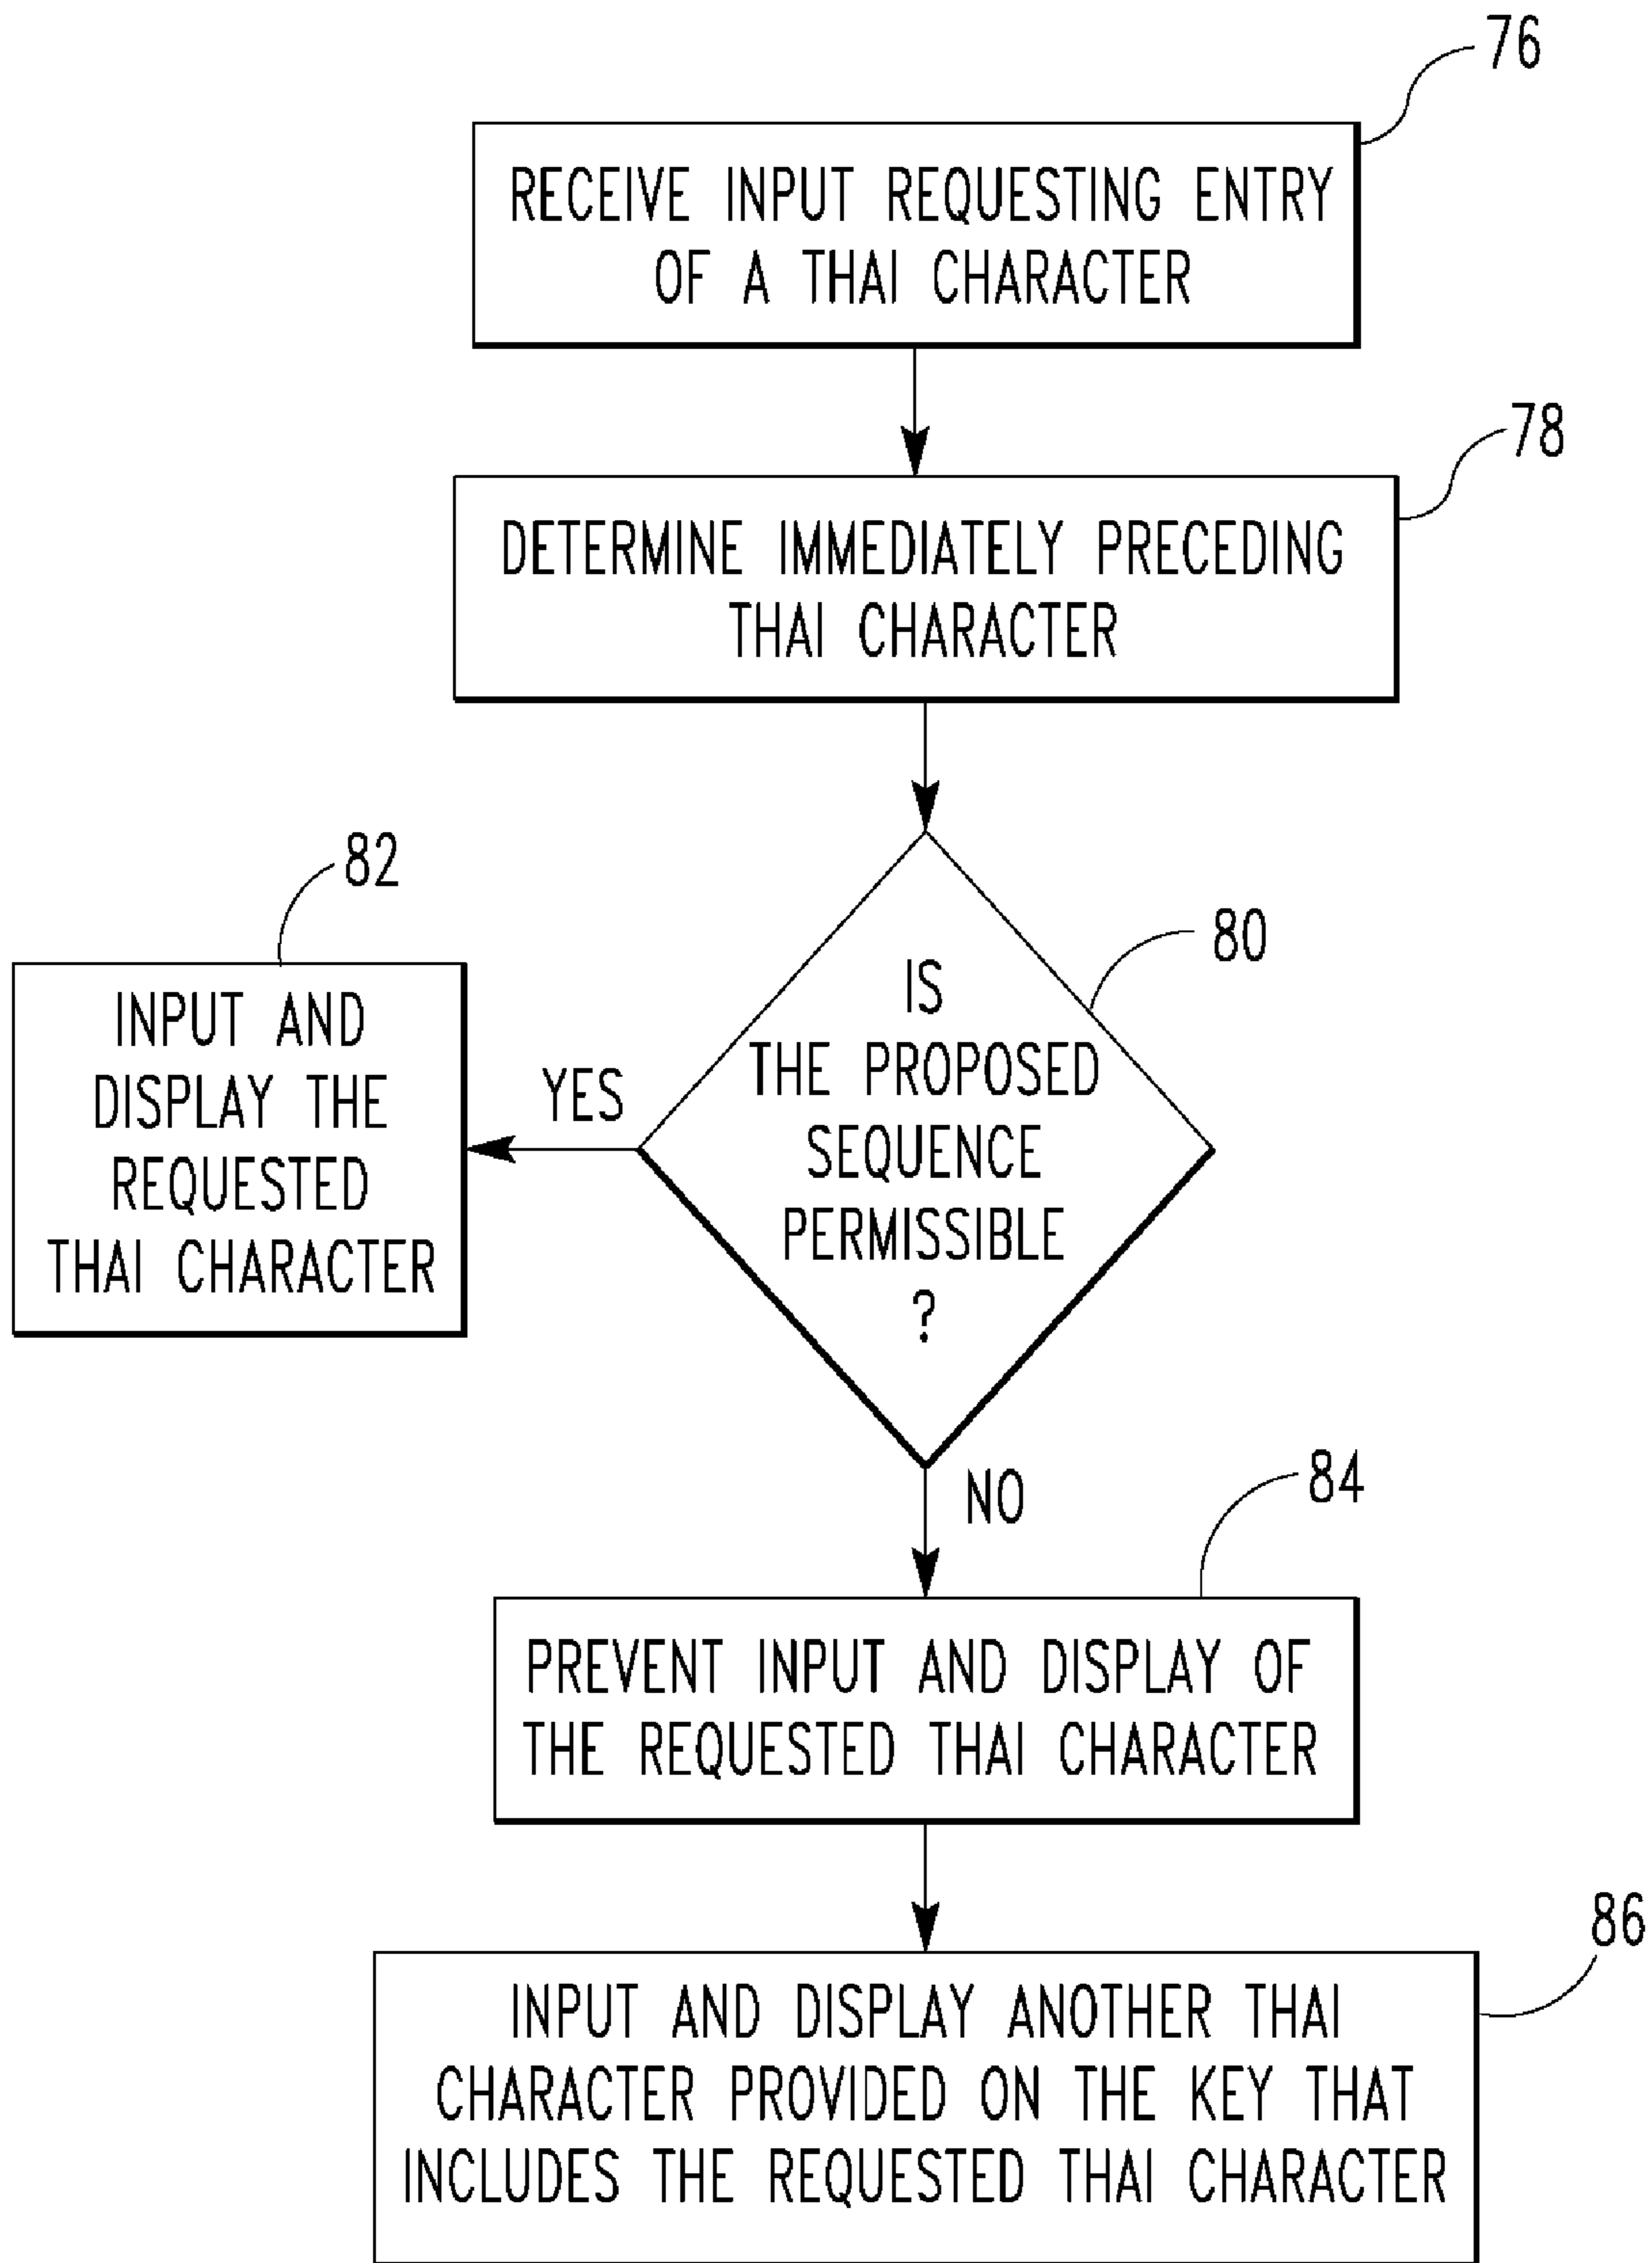 76
RECEIVE INPUT REQUESTING ENTRY
OF A THAI CHARACTER
78
DETERMINE IMMEDIATELY PRECEDING
THAI CHARACTER
80
IS
THE PROPOSED
SEQUENCE
PERMISSIBLE
?
YES
82
INPUT AND
DISPLAY THE
REQUESTED
THAI CHARACTER
NO
84
PREVENT INPUT AND DISPLAY OF
THE REQUESTED THAI CHARACTER
86
INPUT AND DISPLAY ANOTHER THAI
CHARACTER PROVIDED ON THE KEY THAT
INCLUDES THE REQUESTED THAI CHARACTER